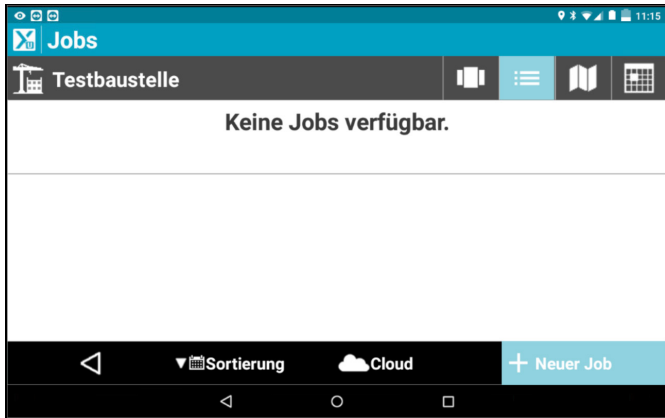 11:15
Jobs
Testbaustelle
Keine Jobs verfügbar.
Sortierung Cloud Neuer Job